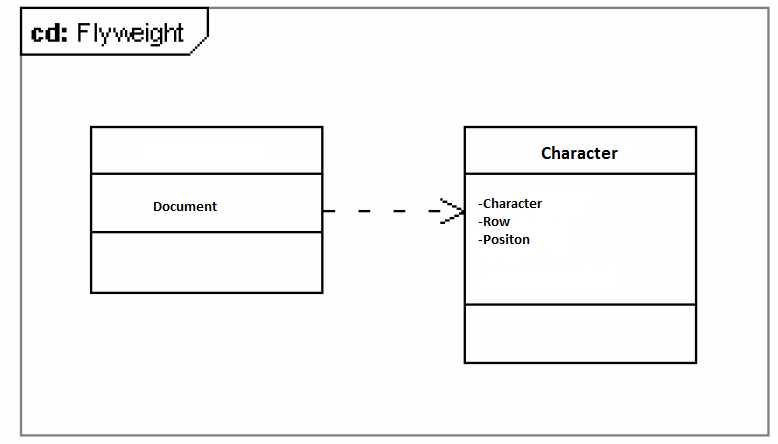 cd: Flyweight
Document
Character
-Character
-Row
-Positon